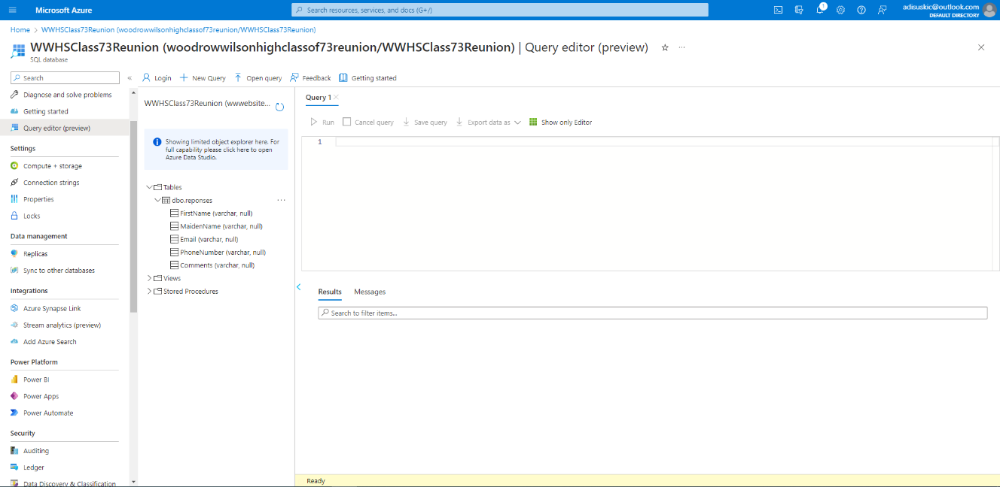 Microsoft Azure
Search resources, services, and docs (G+/)
1
adisuskic@outlook.com
DEFAULT DIRECTORY
Home > WWHSClass73Reunion (woodrowwilsonhighclassof73reunion/WWHSClass73Reunion)
WWHSClass73Reunion (woodrowwilsonhighclassof73reunion/WWHSClass73Reunion) | Query editor (preview)
SQL database
Search
Login
New Query
Open query
Feedback
Getting started
Diagnose and solve problems
Getting started
Query editor (preview)
Settings
Compute + storage
Connection strings
Properties
Locks
Data management
Replicas
Sync to other databases
Integrations
Azure Synapse Link
Stream analytics (preview)
Add Azure Search
Power Platform
Power BI
Power Apps
Power Automate
Security
Auditing
Ledger
Data Discovery & Classification
WWHSClass73Reunion (wwwebsite...
Showing limited object explorer here. For
full capability please click here to open
Azure Data Studio.
Tables
dbo.reponses
FirstName (varchar, null)
MaidenName (varchar, null)
Email (varchar, null)
PhoneNumber (varchar, null)
Comments (varchar, null)
Views
Stored Procedures
Query 1
Run
Cancel query
Save query
Export data as
Show only Editor
1
Results
Messages
Search to filter items...
Ready